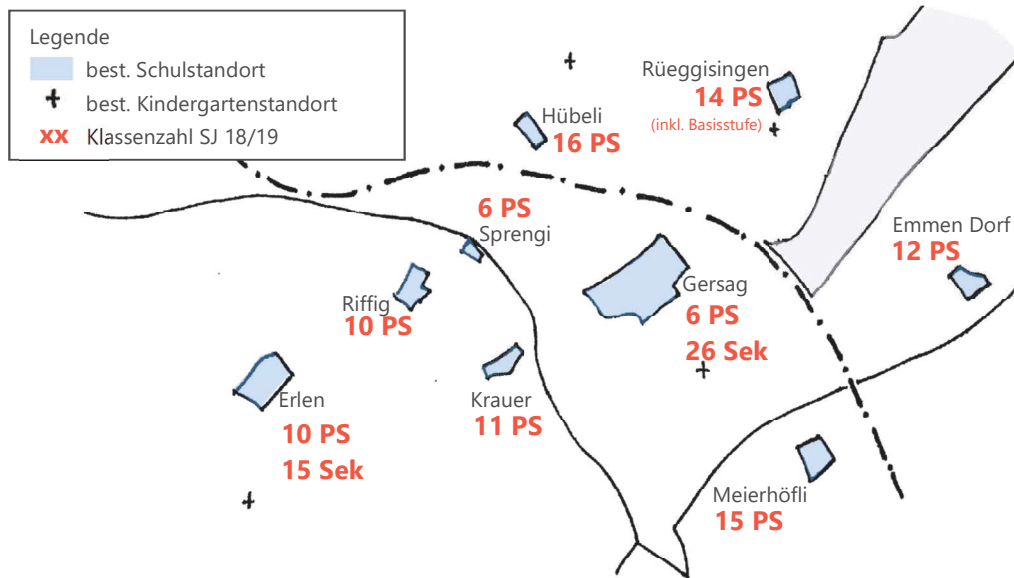 Legende
best. Schulstandort
best. Kindergartenstandort
xx Klassenzahl SJ 18/19
Rüeggisingen
14 PS
(inkl. Basisstufe)
Hübeli
16 PS
6 PS
Sprengi
Emmen Dorf
12 PS
Riffig
10 PS
Gersag
6 PS
26 Sek
Erlen
10 PS
15 Sek
Krauer
11 PS
Meierhöfli
15 PS